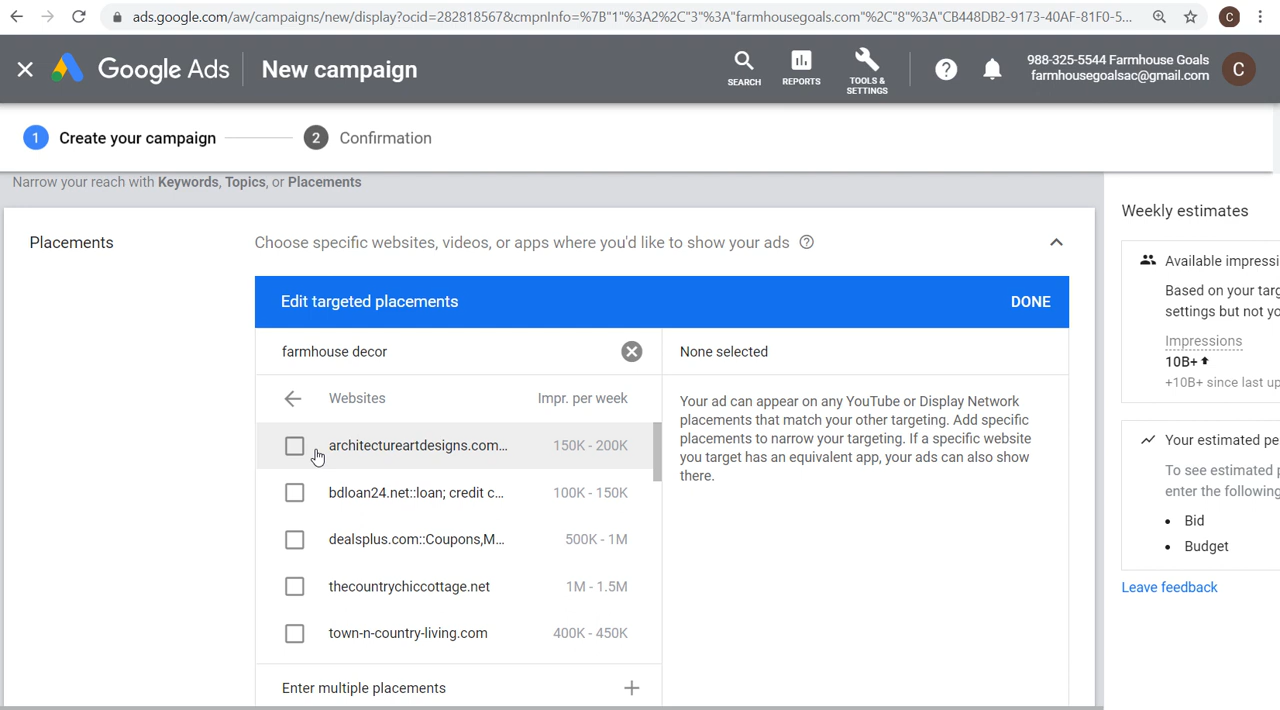 ads.google.com/aw/campaigns/new/display?ocid=282818567&cmpnInfo=%7B"1"%3A2%2C"3"%3A"farmhousegoals.com"%2C"8"%3A"CB448DB2-9173-40AF-81F0-5...
C
Google Ads
New campaign
SEARCH
REPORTS
TOOLS & SETTINGS
988-325-5544 Farmhouse Goals
farmhousegoalsac@gmail.com
C
1 Create your campaign
2 Confirmation
Narrow your reach with Keywords, Topics, or Placements
Placements
Choose specific websites, videos, or apps where you'd like to show your ads
Edit targeted placements
DONE
farmhouse decor
None selected
Websites
Impr. per week
architectureartdesigns.com...
150K - 200K
bdloan24.net::loan; credit c...
100K - 150K
dealsplus.com::Coupons,M...
500K - 1M
thecountrychiccottage.net
1M - 1.5M
town-n-country-living.com
400K - 450K
Enter multiple placements
Your ad can appear on any YouTube or Display Network
placements that match your other targeting. Add specific
placements to narrow your targeting. If a specific website
you target has an equivalent app, your ads can also show
there.
Weekly estimates
Available impressi
Based on your targ
settings but not yo
Impressions
10B+
+10B+ since last up
Your estimated pe
To see estimated p
enter the following
Bid
Budget
Leave feedback